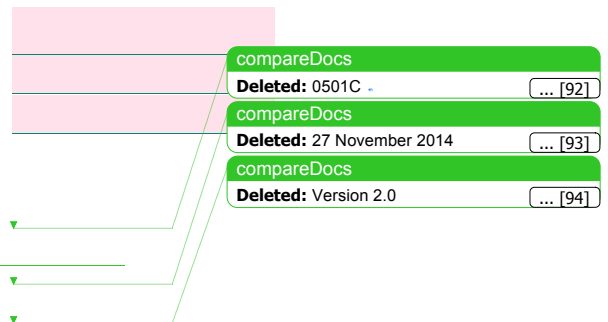 compareDocs
Deleted: 0501C
... [92]
compareDocs
Deleted: 27 November 2014
... [93]
compareDocs
Deleted: Version 2.0
... [94]